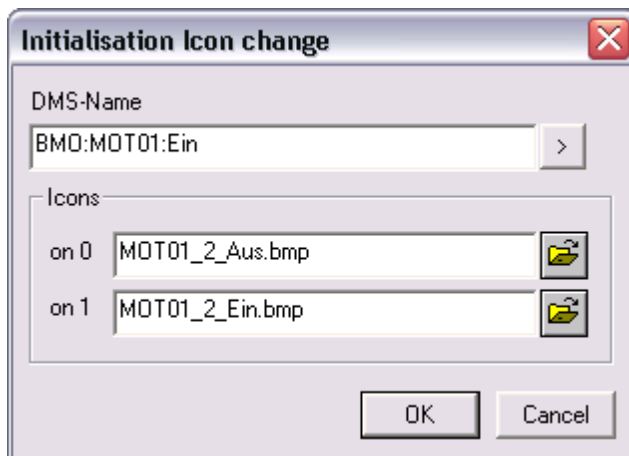 Initialisation Icon change
DMS-Name
BMO:MOT01:Ein >
Icons
on 0 MOT01_2_Aus.bmp
on 1 MOT01_2_Ein.bmp
OK Cancel